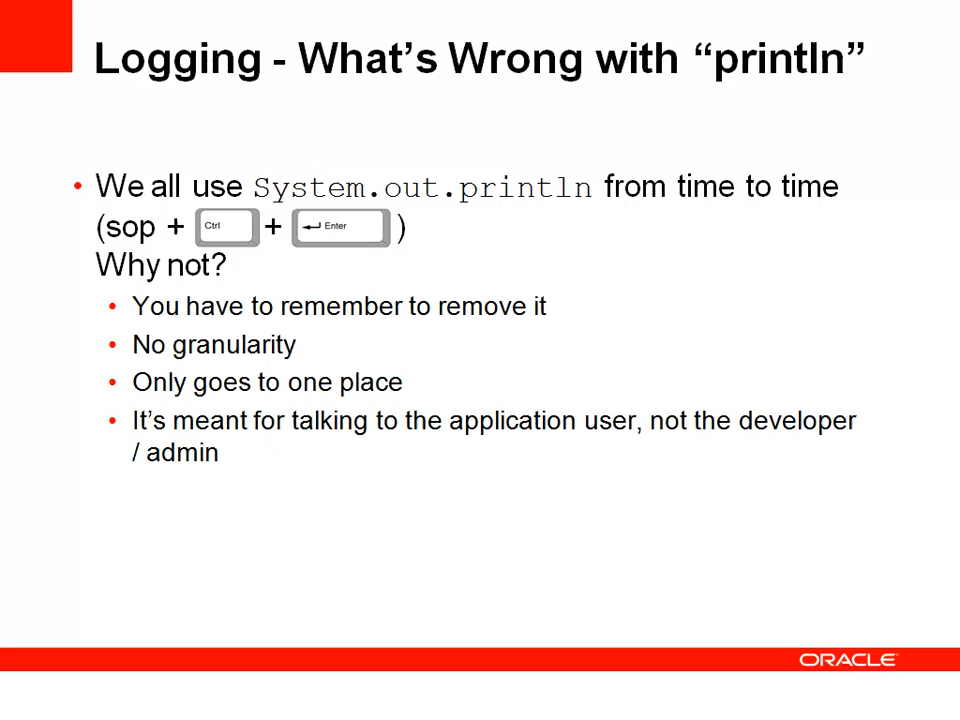 Logging - What’s Wrong with “println”
• We all use System.out.println from time to time
(sop + Ctrl + Enter )
Why not?
• You have to remember to remove it
• No granularity
• Only goes to one place
• It’s meant for talking to the application user, not the developer
/ admin
ORACLE